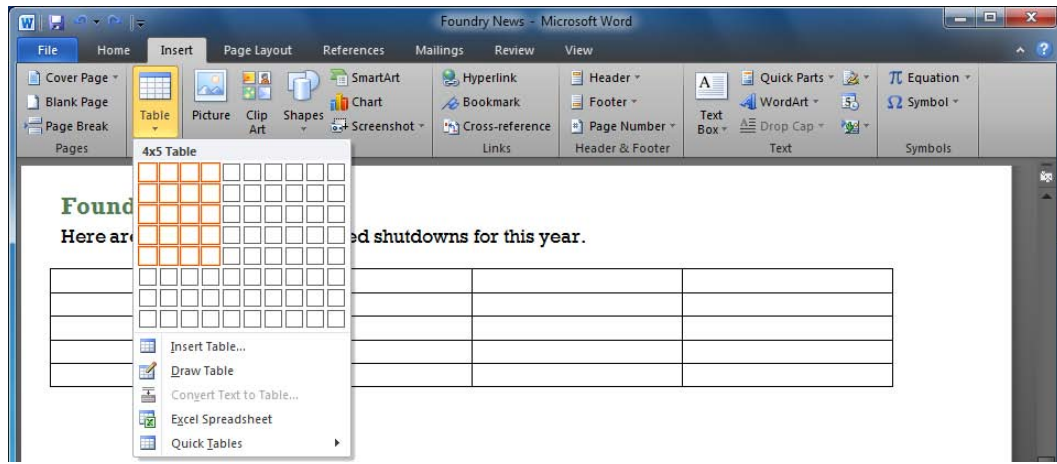 Foundry News - Microsoft Word
File Home Insert Page Layout References Mailings Review View
Cover Page
Blank Page
Page Break
Pages
Table
Picture
Clip Art
Shapes
SmartArt
Chart
Screenshot
Hyperlink
Bookmark
Cross-reference
Links
Header
Footer
Page Number
Header & Footer
A
Text Box
Quick Parts
WordArt
Drop Cap
Text
π Equation
Ω Symbol
Symbols
4x5 Table
Insert Table...
Draw Table
Convert Text to Table...
Excel Spreadsheet
Quick Tables
Found
Here are ed shutdowns for this year.